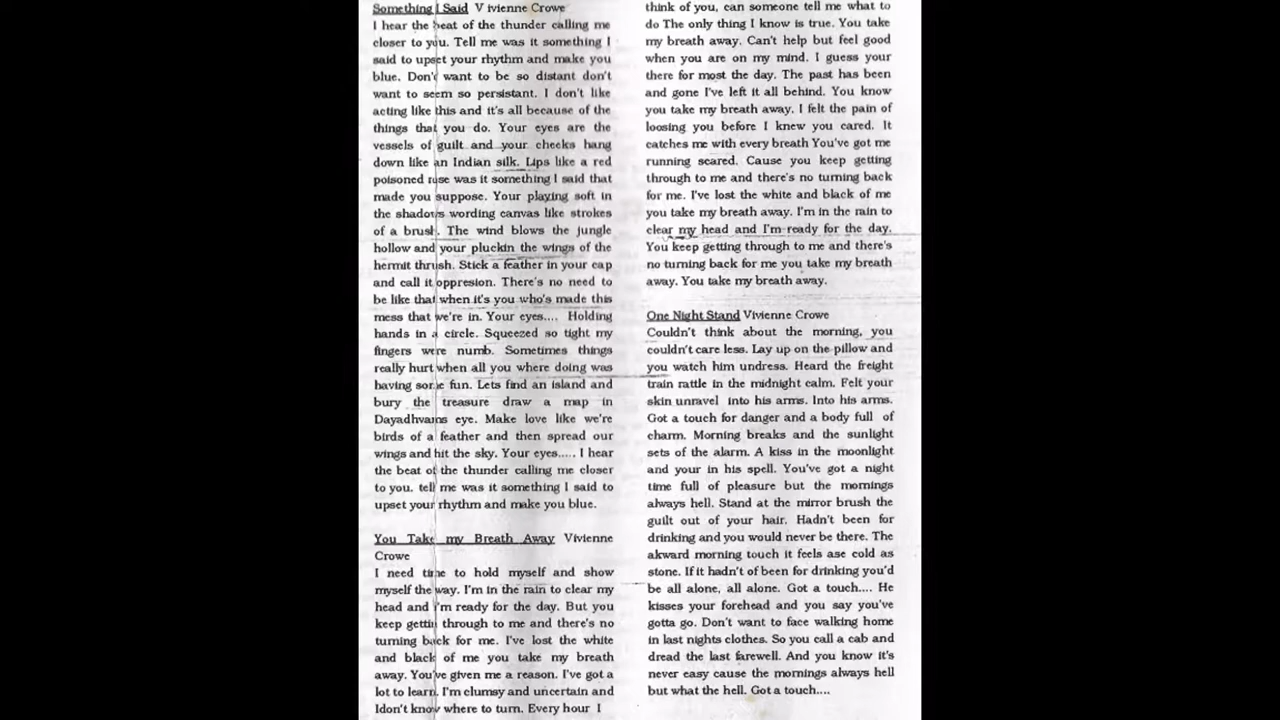 Something I Said V ivienne Crowe
I hear the beat of the thunder calling me
closer to you. Tell me was it something I
said to upset your rhythm and make you
blue. Don't want to be so distant don't
want to seem so persistant. I don't like
acting like this and it's all because of the
things that you do. Your eyes are the
vessels of guilt and your cheeks hang
down like an Indian silk. Lips like a red
poisoned rose was it something I said that
made you suppose. Your playing soft in
the shadows wording canvas like strokes
of a brush. The wind blows the jungle
hollow and your pluckin the wings of the
hermit thrush. Stick a feather in your cap
and call it oppresion. There's no need to
be like that when it's you who's made this
mess that we're in. Your eyes.... Holding
hands in a circle. Squeezed so tight my
fingers were numb. Sometimes things
really hurt when all you where doing was
having some fun. Lets find an island and
bury the treasure draw a map in
Dayadhvams eye. Make love like we're
birds of a feather and then spread our
wings and hit the sky. Your eyes..... I hear
the beat of the thunder calling me closer
to you. tell me was it something I said to
upset your rhythm and make you blue.
You Take my Breath Away Vivienne
Crowe
I need time to hold myself and show
myself the way. I'm in the rain to clear my
head and I'm ready for the day. But you
keep gettin through to me and there's no
turning back for me. I've lost the white
and black of me you take my breath
away. You've given me a reason. I've got a
lot to learn. I'm clumsy and uncertain and
Idon't know where to turn. Every hour I
think of you, can someone tell me what to
do The only thing I know is true. You take
my breath away. Can't help but feel good
when you are on my mind. I guess your
there for most the day. The past has been
and gone I've left it all behind. You know
you take my breath away. I felt the pain of
loosing you before I knew you cared. It
catches me with every breath You've got me
running scared. Cause you keep getting
through to me and there's no turning back
for me. I've lost the white and black of me
you take my breath away. I'm in the rain to
clear my head and I'm ready for the day.
You keep getting through to me and there's
no turning back for me you take my breath
away. You take my breath away.
One Night Stand Vivienne Crowe
Couldn't think about the morning, you
couldn't care less. Lay up on the pillow and
you watch him undress. Heard the freight
train rattle in the midnight calm. Felt your
skin unravel into his arms. Into his arms.
Got a touch for danger and a body full of
charm. Morning breaks and the sunlight
sets of the alarm. A kiss in the moonlight
and your in his spell. You've got a night
time full of pleasure but the mornings
always hell. Stand at the mirror brush the
guilt out of your hair. Hadn't been for
drinking and you would never be there. The
akward morning touch it feels ase cold as
stone. If it hadn't of been for drinking you'd
be all alone, all alone. Got a touch.... He
kisses your forehead and you say you've
gotta go. Don't want to face walking home
in last nights clothes. So you call a cab and
dread the last farewell. And you know it's
never easy cause the mornings always hell
but what the hell. Got a touch....